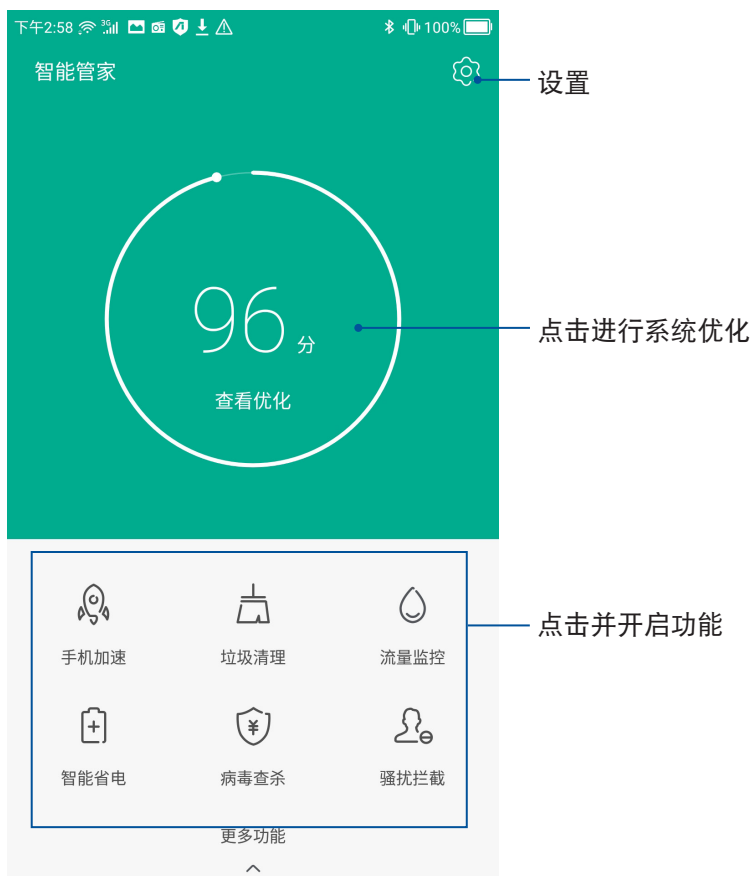 下午2:58 3G 100%
智能管家
设置
96分
点击进行系统优化
查看优化
点击并开启功能
手机加速 垃圾清理 流量监控
智能省电 病毒查杀 骚扰拦截
更多功能